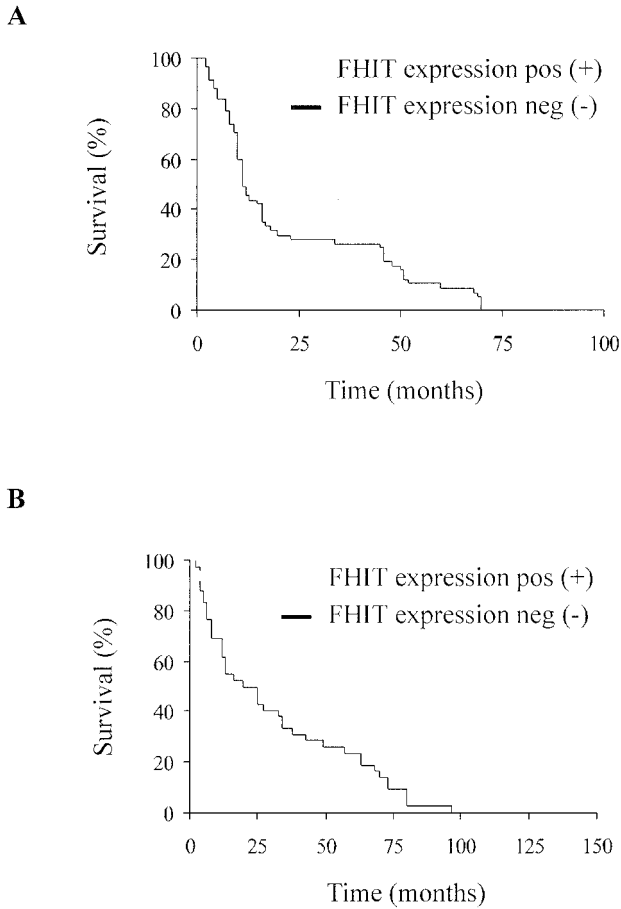 A
FHIT expression pos (+)
FHIT expression neg (-)
100
80
60
40
20
0
Survival (%)
0 25 50 75 100
Time (months)
B
FHIT expression pos (+)
FHIT expression neg (-)
100
80
60
40
20
0
Survival (%)
0 25 50 75 100 125 150
Time (months)